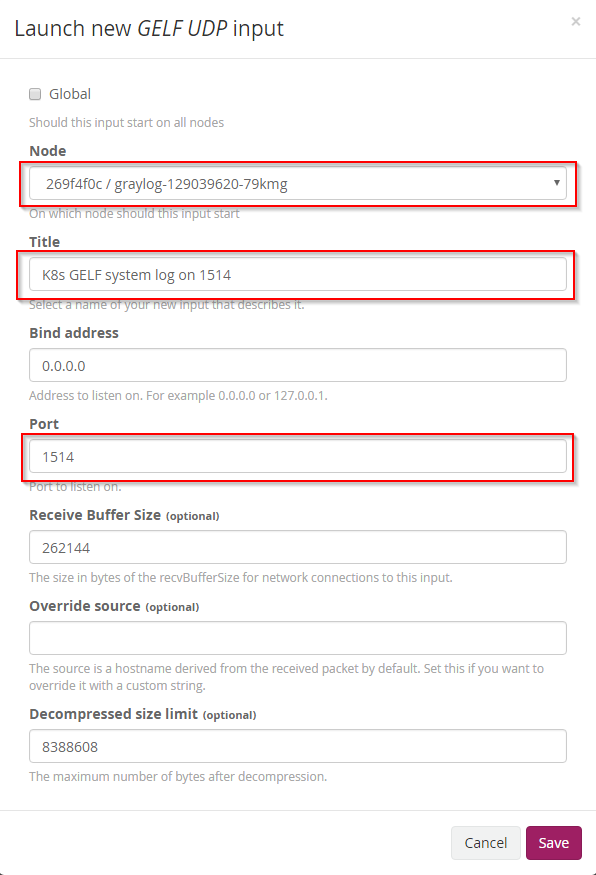 Launch new GELF UDP input
×
Global
Should this input start on all nodes
Node
269f4f0c / graylog-129039620-79kmg
On which node should this input start
Title
K8s GELF system log on 1514
Select a name of your new input that describes it.
Bind address
0.0.0.0
Address to listen on. For example 0.0.0.0 or 127.0.0.1.
Port
1514
Port to listen on.
Receive Buffer Size (optional)
262144
The size in bytes of the recvBufferSize for network connections to this input.
Override source (optional)
The source is a hostname derived from the received packet by default. Set this if you want to
override it with a custom string.
Decompressed size limit (optional)
8388608
The maximum number of bytes after decompression.
Cancel Save